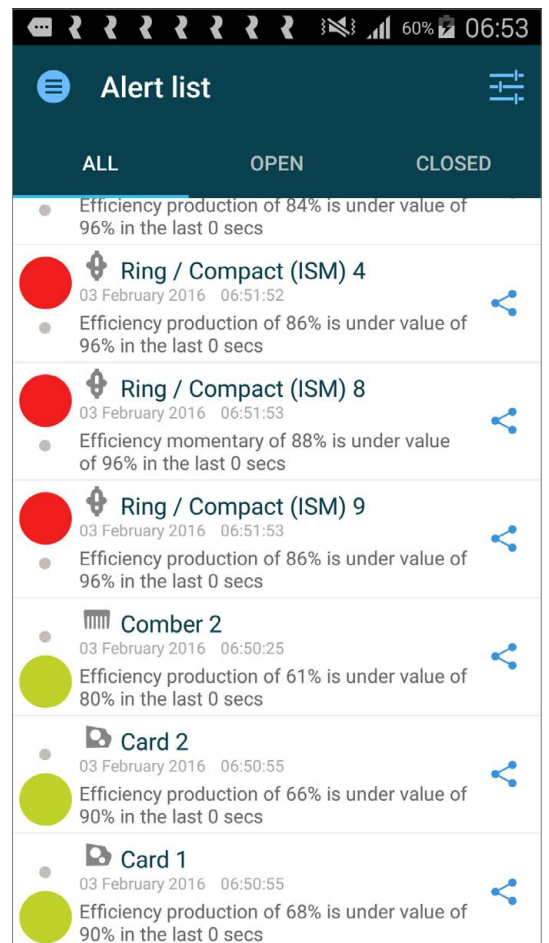 60% 06:53
Alert list
ALL OPEN CLOSED
Efficiency production of 84% is under value of
96% in the last 0 secs
Ring / Compact (ISM) 4
03 February 2016 06:51:52
Efficiency production of 86% is under value of
96% in the last 0 secs
Ring / Compact (ISM) 8
03 February 2016 06:51:53
Efficiency momentary of 88% is under value
of 96% in the last 0 secs
Ring / Compact (ISM) 9
03 February 2016 06:51:53
Efficiency production of 86% is under value of
96% in the last 0 secs
Comber 2
03 February 2016 06:50:25
Efficiency production of 61% is under value of
80% in the last 0 secs
Card 2
03 February 2016 06:50:55
Efficiency production of 66% is under value of
90% in the last 0 secs
Card 1
03 February 2016 06:50:55
Efficiency production of 68% is under value of
90% in the last 0 secs